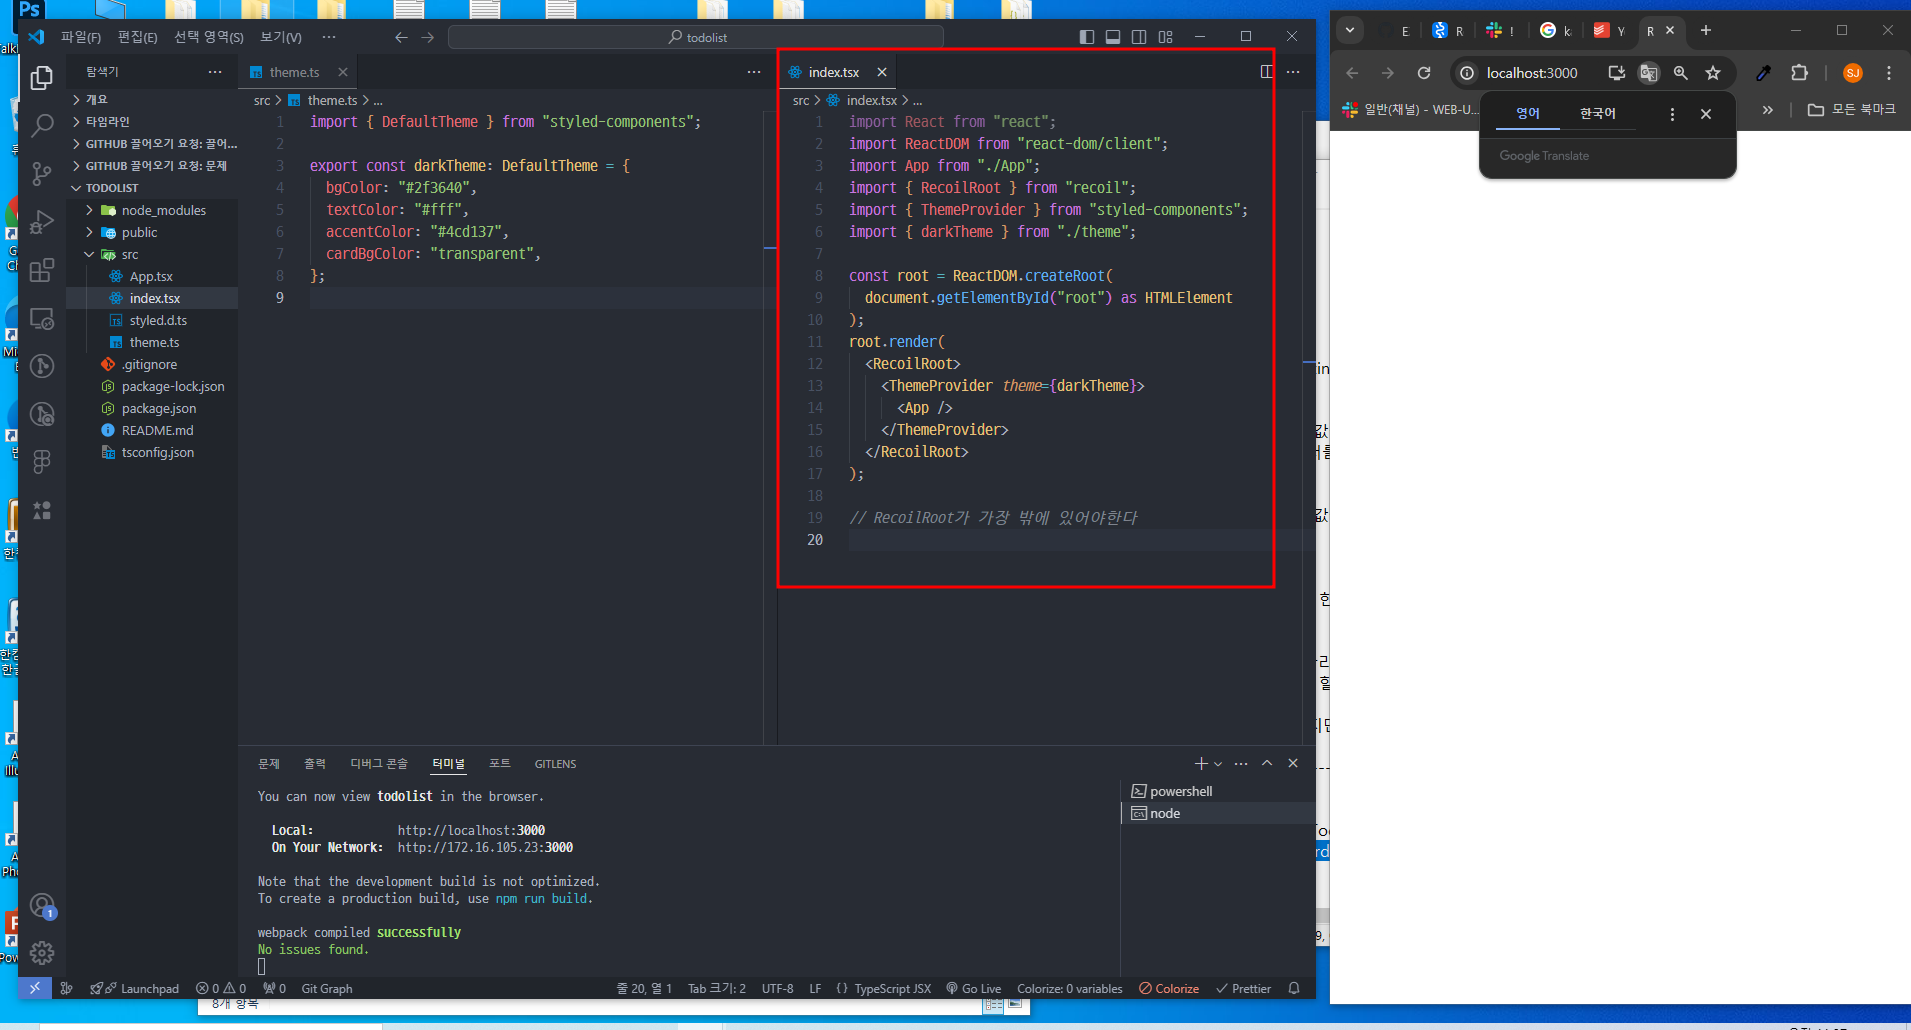 Ps
파일(F) 편집(E) 선택 영역(S) 보기(V) ···
todolist
탐색기 ···
개요
타임라인
GITHUB 끌어오기 요청: 끌어...
GITHUB 끌어오기 요청: 문제
TODOLIST
node_modules
public
src
App.tsx
index.tsx
styled.d.ts
theme.ts
.gitignore
package-lock.json
package.json
README.md
tsconfig.json
theme.ts
src > theme.ts > ...
1 import { DefaultTheme } from "styled-components";
2
3 export const darkTheme: DefaultTheme = {
4 bgColor: "#2f3640",
5 textColor: "#fff",
6 accentColor: "#4cd137",
7 cardBgColor: "transparent",
8 };
9
index.tsx
src > index.tsx > ...
1 import React from "react";
2 import ReactDOM from "react-dom/client";
3 import App from "./App";
4 import { RecoilRoot } from "recoil";
5 import { ThemeProvider } from "styled-components";
6 import { darkTheme } from "./theme";
7
8 const root = ReactDOM.createRoot(
9 document.getElementById("root") as HTMLElement
10 );
11 root.render(
12 <RecoilRoot>
13 <ThemeProvider theme={darkTheme}>
14 <App />
15 </ThemeProvider>
16 </RecoilRoot>
17 );
18
19 // RecoilRoot가 가장 밖에 있어야한다
20
문제 출력 디버그 콘솔 터미널 포트 GITLENS
You can now view todolist in the browser.
Local: http://localhost:3000
On Your Network: http://172.16.105.23:3000
Note that the development build is not optimized.
To create a production build, use npm run build.
webpack compiled successfully
No issues found.
powershell
node
1
Launchpad 0 0 0 Git Graph 줄 20, 열 1 Tab 크기: 2 UTF-8 LF {} TypeScript JSX Go Live Colorize: 0 variables Colorize Prettier
8개 항목
E R ! Y R
localhost:3000
SJ
일반(채널) - WEB-U... » 모든 북마크
영어 한국어
Google Translate